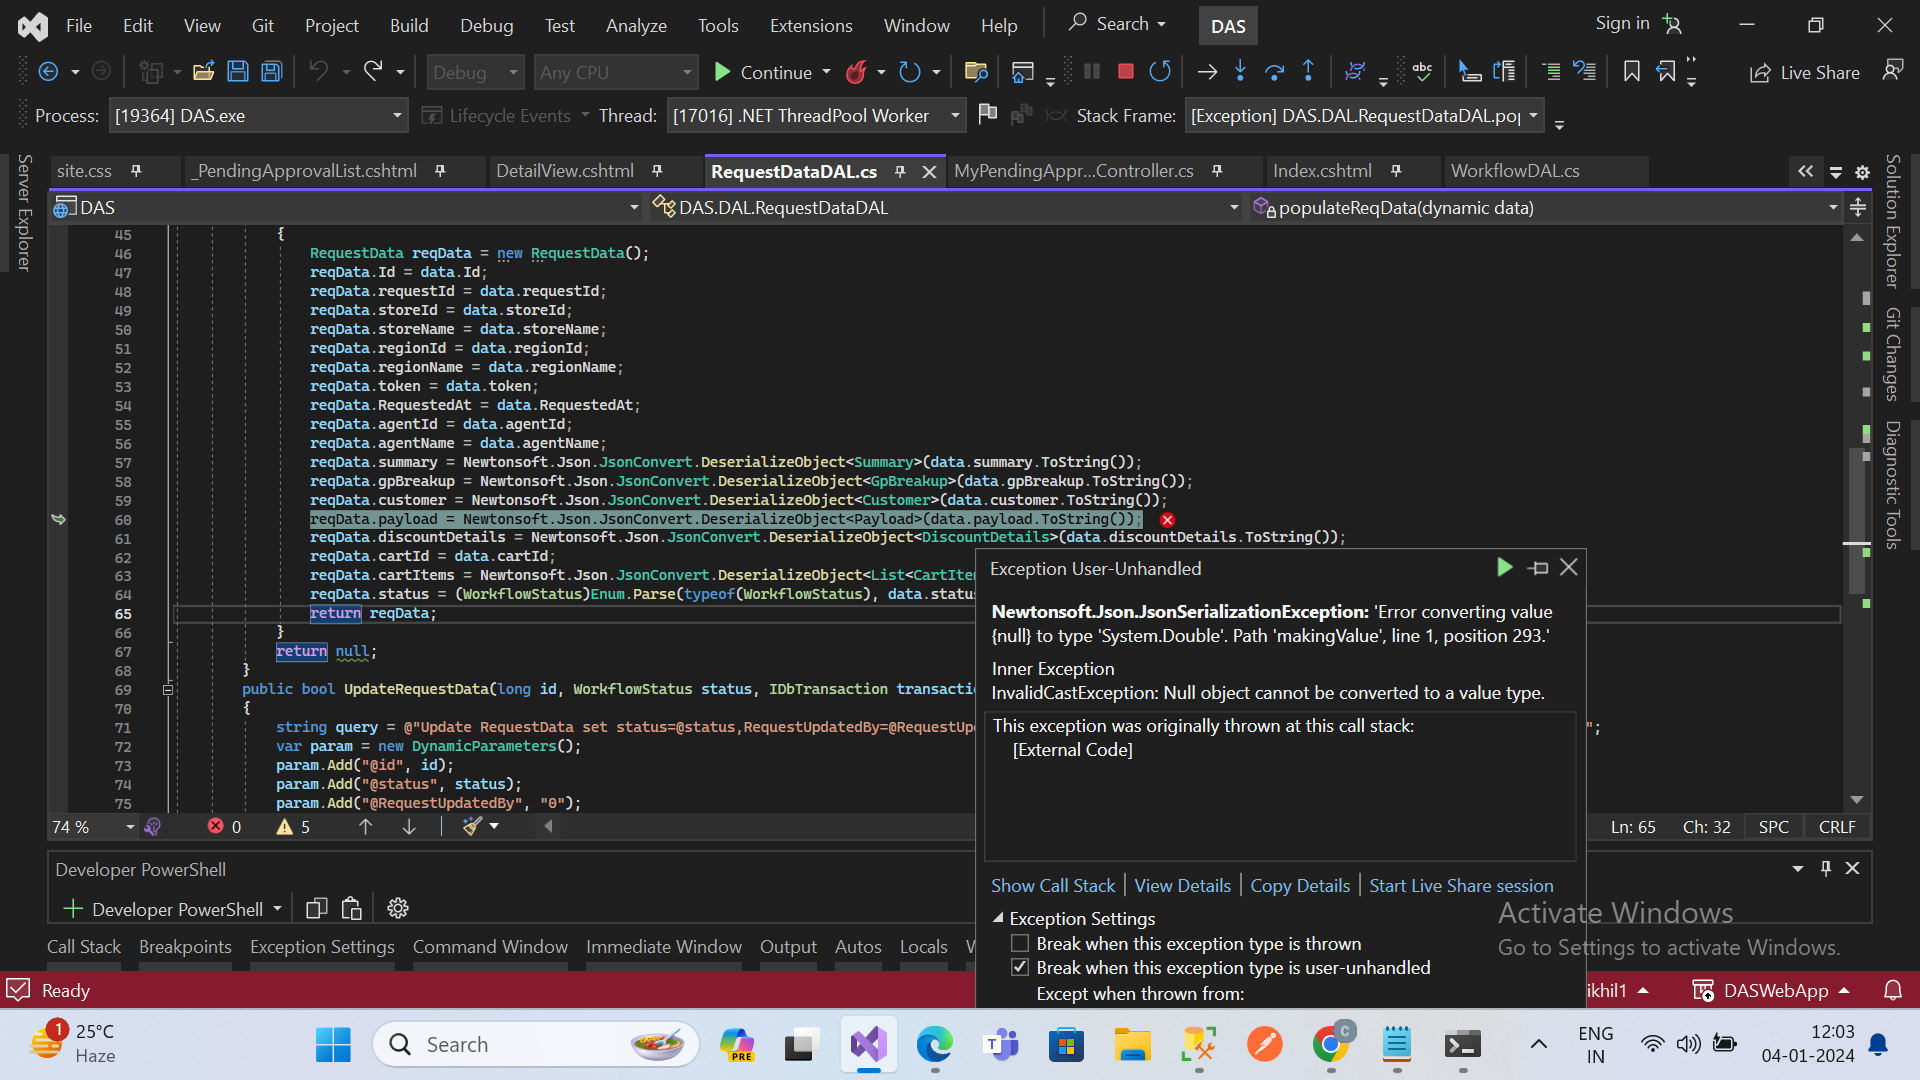 File Edit View Git Project Build Debug Test Analyze Tools Extensions Window Help Search DAS Sign in
Debug Any CPU Continue Live Share
Process: [19364] DAS.exe Lifecycle Events Thread: [17016] .NET ThreadPool Worker Stack Frame: [Exception] DAS.DAL.RequestDataDAL.po
Server Explorer
site.css _PendingApprovalList.cshtml DetailView.cshtml RequestDataDAL.cs MyPendingAppr...Controller.cs Index.cshtml WorkflowDAL.cs
Solution Explorer
Git Changes
Diagnostic Tools
DAS DAS.DAL.RequestDataDAL populateReqData(dynamic data)
45 {
46 RequestData reqData = new RequestData();
47 reqData.Id = data.Id;
48 reqData.requestId = data.requestId;
49 reqData.storeId = data.storeId;
50 reqData.storeName = data.storeName;
51 reqData.regionId = data.regionId;
52 reqData.regionName = data.regionName;
53 reqData.token = data.token;
54 reqData.RequestedAt = data.RequestedAt;
55 reqData.agentId = data.agentId;
56 reqData.agentName = data.agentName;
57 reqData.summary = Newtonsoft.Json.JsonConvert.DeserializeObject<Summary>(data.summary.ToString());
58 reqData.gpBreakup = Newtonsoft.Json.JsonConvert.DeserializeObject<GpBreakup>(data.gpBreakup.ToString());
59 reqData.customer = Newtonsoft.Json.JsonConvert.DeserializeObject<Customer>(data.customer.ToString());
60 reqData.payload = Newtonsoft.Json.JsonConvert.DeserializeObject<Payload>(data.payload.ToString());
61 reqData.discountDetails = Newtonsoft.Json.JsonConvert.DeserializeObject<DiscountDetails>(data.discountDetails.ToString());
62 reqData.cartId = data.cartId;
63 reqData.cartItems = Newtonsoft.Json.JsonConvert.DeserializeObject<List<CartIte
64 reqData.status = (WorkflowStatus)Enum.Parse(typeof(WorkflowStatus), data.statu
65 return reqData;
66 }
67 return null;
68 }
69 public bool UpdateRequestData(long id, WorkflowStatus status, IDbTransaction transacti
70 {
71 string query = @"Update RequestData set status=@status,RequestUpdatedBy=@RequestUp ";
72 var param = new DynamicParameters();
73 param.Add("@id", id);
74 param.Add("@status", status);
75 param.Add("@RequestUpdatedBy", "0");
Exception User-Unhandled
Newtonsoft.Json.JsonSerializationException: 'Error converting value
{null} to type 'System.Double'. Path 'makingValue', line 1, position 293.'
Inner Exception
InvalidCastException: Null object cannot be converted to a value type.
This exception was originally thrown at this call stack:
[External Code]
Show Call Stack | View Details | Copy Details | Start Live Share session
Exception Settings
Break when this exception type is thrown
Break when this exception type is user-unhandled
Except when thrown from:
74 % 0 5 Ln: 65 Ch: 32 SPC CRLF
Developer PowerShell
Developer PowerShell
Activate Windows
Go to Settings to activate Windows.
Call Stack Breakpoints Exception Settings Command Window Immediate Window Output Autos Locals W
Ready ikhil1 DASWebApp
1 25°C
Haze
Search
PRE
T
C
ENG
IN
12:03
04-01-2024